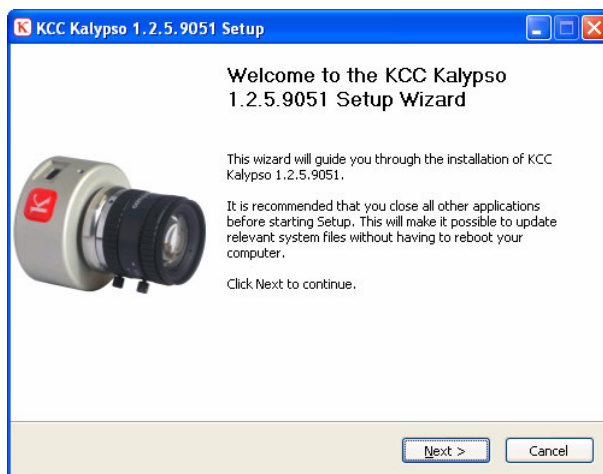 KCC Kalypso 1.2.5.9051 Setup
Welcome to the KCC Kalypso
1.2.5.9051 Setup Wizard
This wizard will guide you through the installation of KCC
Kalypso 1.2.5.9051.
It is recommended that you close all other applications
before starting Setup. This will make it possible to update
relevant system files without having to reboot your
computer.
Click Next to continue.
Next >
Cancel